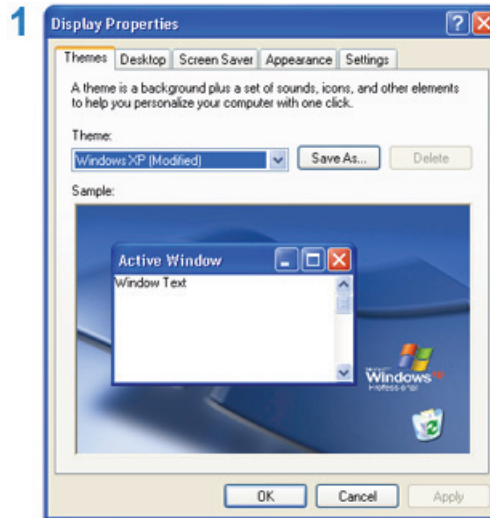 1
Display Properties
Themes Desktop Screen Saver Appearance Settings
A theme is a background plus a set of sounds, icons, and other elements
to help you personalize your computer with one click.
Theme:
Windows XP (Modified) Save As... Delete
Sample:
Active Window
Window Text
Windows xp
Professional
OK Cancel Apply